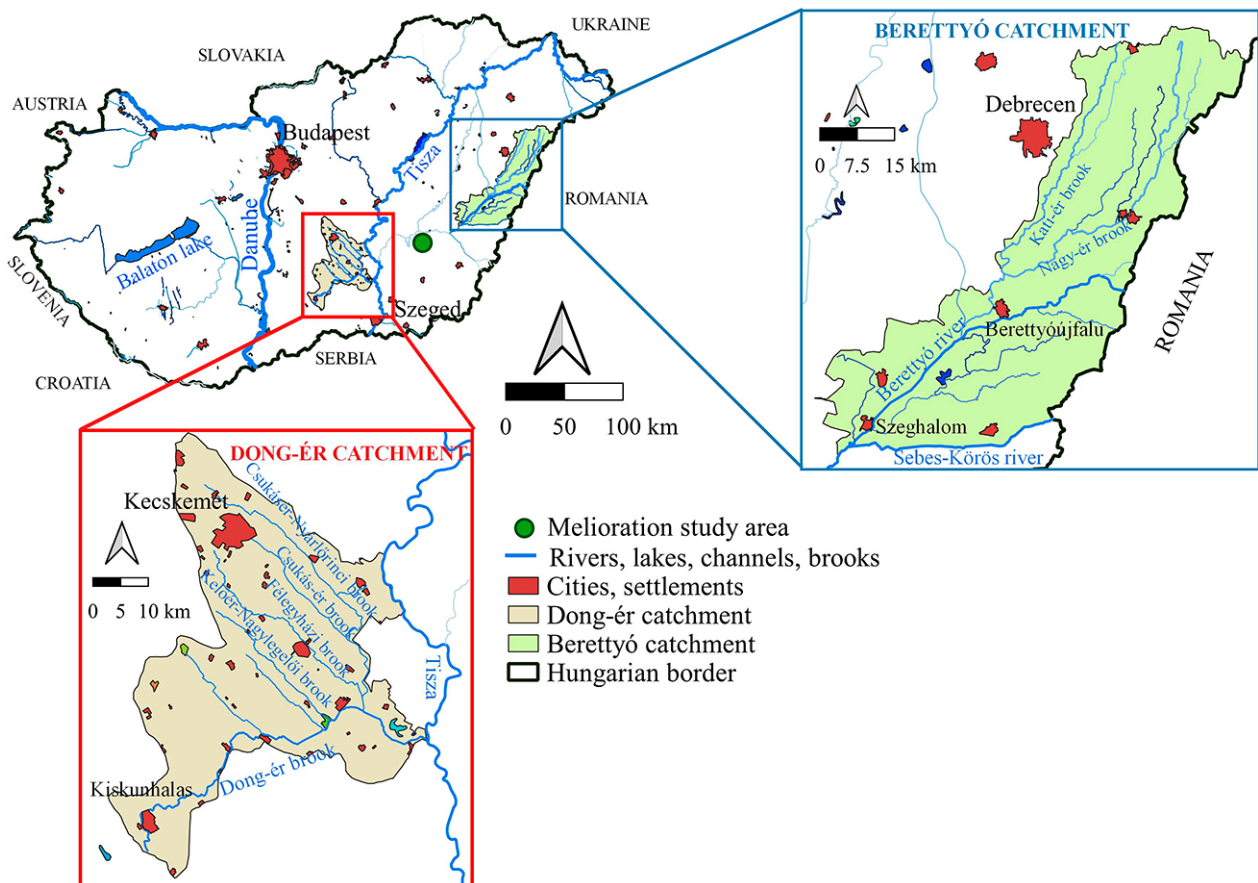 UKRAINE
SLOVAKIA
AUSTRIA
Budapest
Tisza
ROMANIA
Danube
Balaton lake
SLOVENIA
Szeged
SERBIA
CROATIA
0 50 100 km
BERETTYÓ CATCHMENT
Debrecen
0 7.5 15 km
Kati-ér brook
Nagy-ér brook
ROMANIA
Berettyóújfalu
Berettyó river
Szeghalom
Sebes-Körös river
DONG-ÉR CATCHMENT
Kecskemét
Csukásér-Nyárlőrinci brook
Csukás-ér brook
Félegyházi brook
Kelőér-Nagylegelői brook
0 5 10 km
Tisza
Dong-ér brook
Kiskunhalas
Melioration study area
Rivers, lakes, channels, brooks
Cities, settlements
Dong-ér catchment
Berettyó catchment
Hungarian border